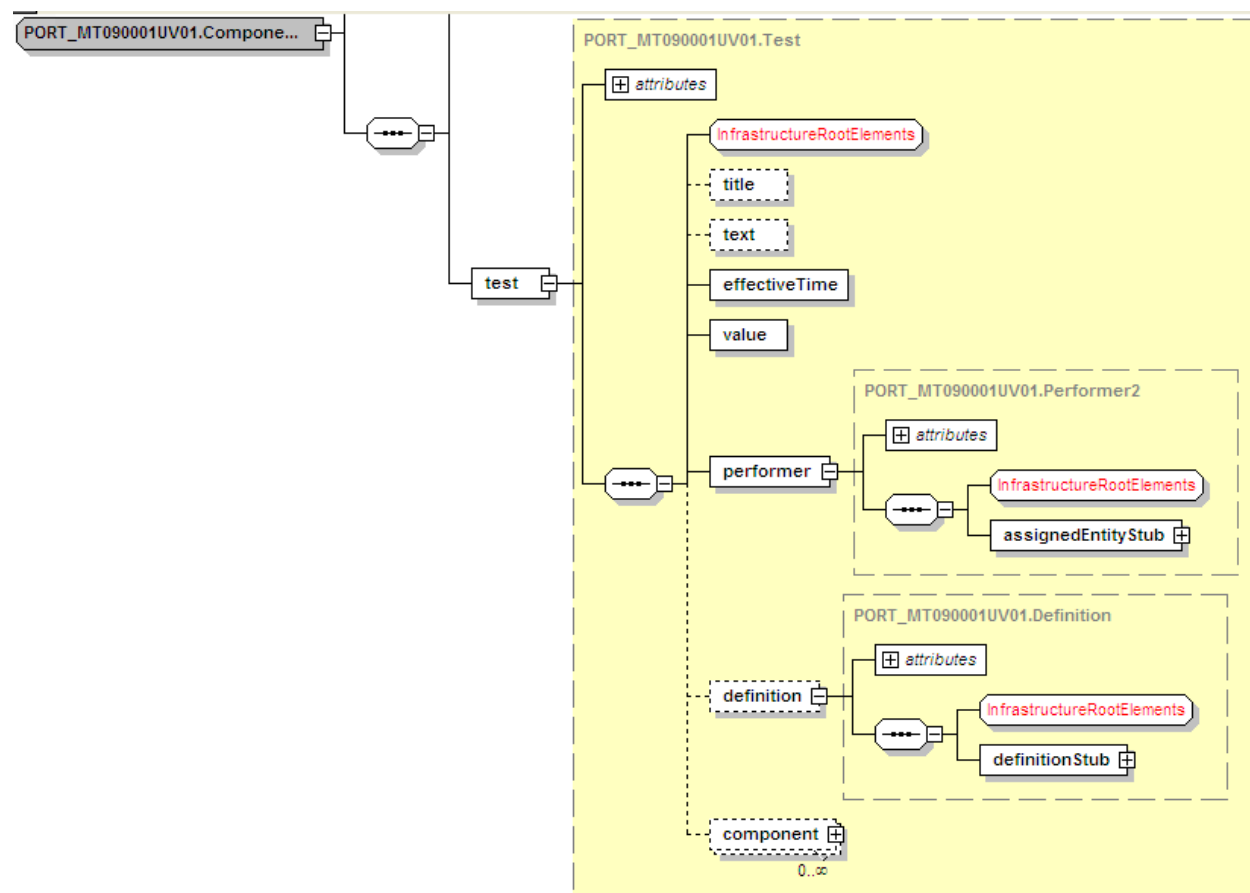 PORT_MT090001UV01.Compone...
PORT_MT090001UV01.Test
attributes
InfrastructureRootElements
title
text
test
effectiveTime
value
PORT_MT090001UV01.Performer2
attributes
performer
InfrastructureRootElements
assignedEntityStub
PORT_MT090001UV01.Definition
attributes
definition
InfrastructureRootElements
definitionStub
component
0..∞